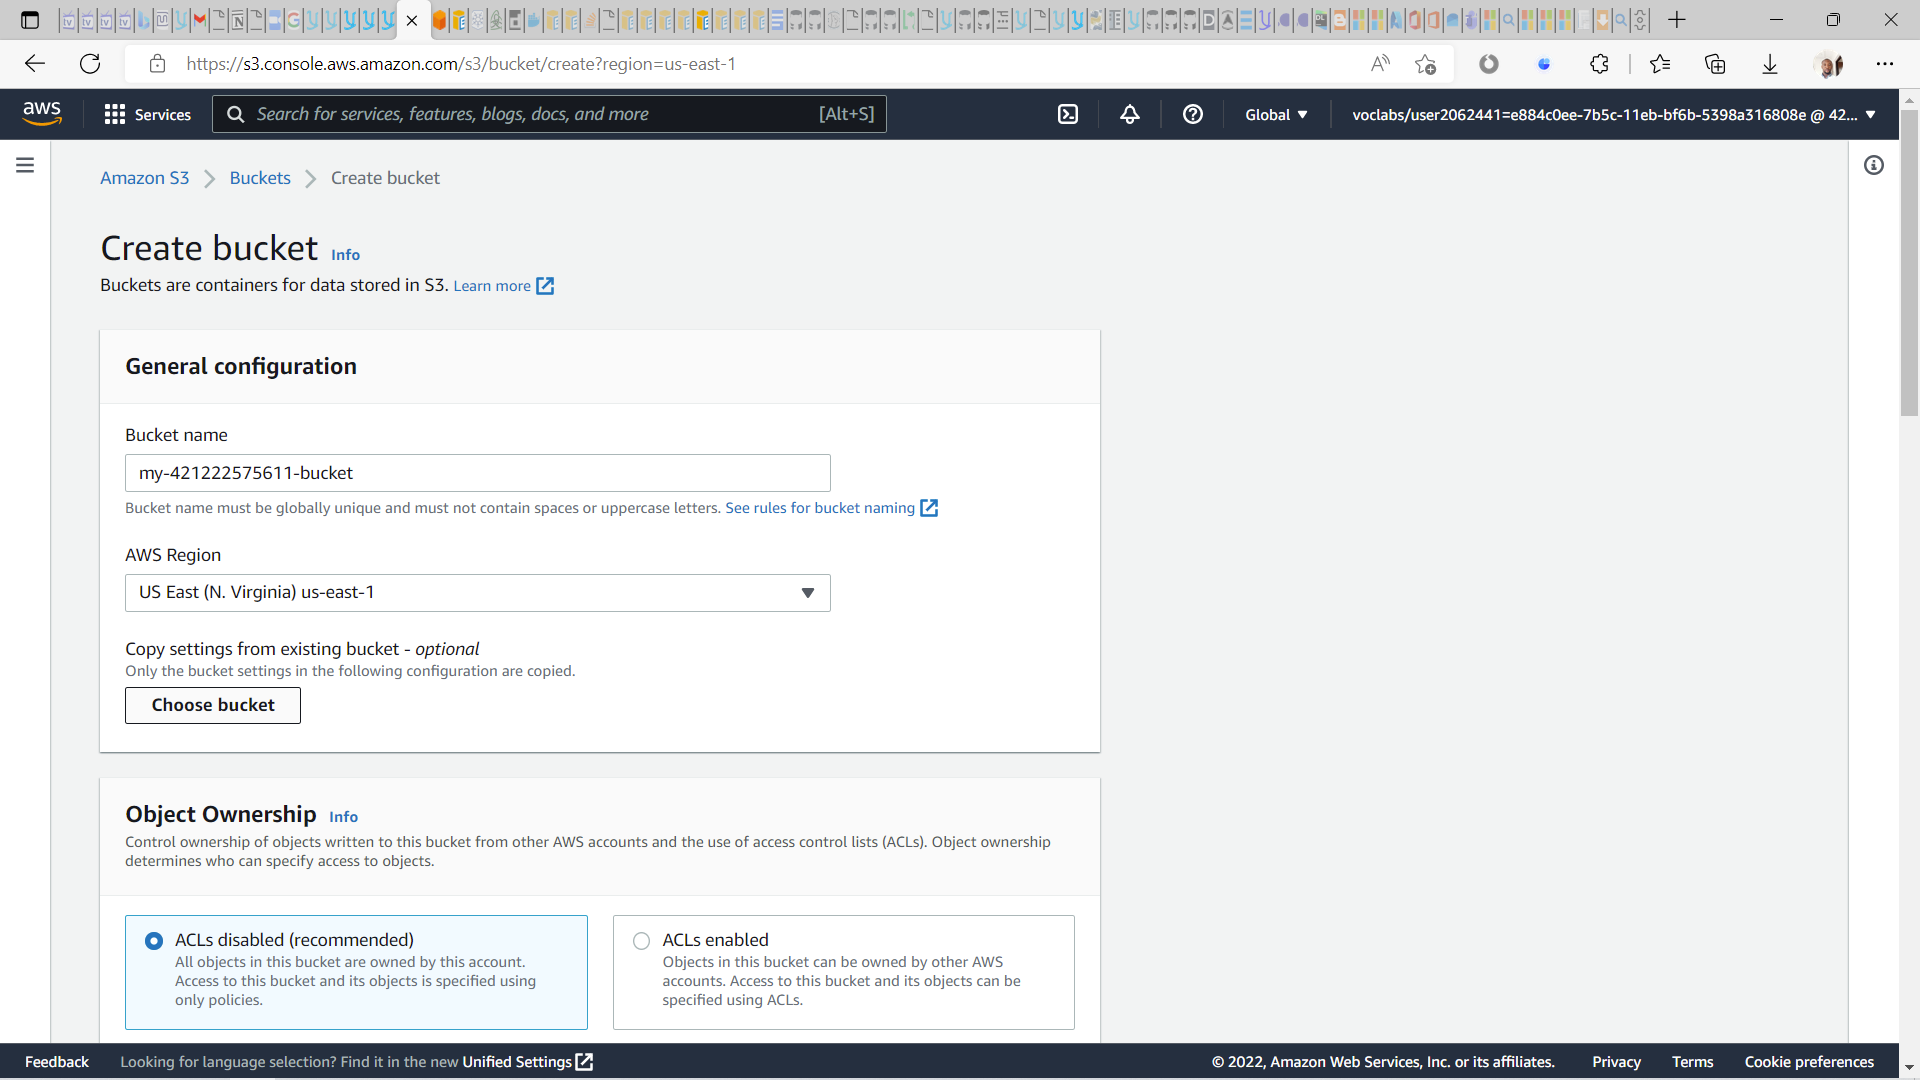 https://s3.console.aws.amazon.com/s3/bucket/create?region=us-east-1
aws
Services
Search for services, features, blogs, docs, and more
[Alt+S]
Global
voclabs/user2062441=e884c0ee-7b5c-11eb-bf6b-5398a316808e @ 42...
Amazon S3
Buckets
Create bucket
Create bucket Info
Buckets are containers for data stored in S3. Learn more
General configuration
Bucket name
my-421222575611-bucket
Bucket name must be globally unique and must not contain spaces or uppercase letters. See rules for bucket naming
AWS Region
US East (N. Virginia) us-east-1
Copy settings from existing bucket - optional
Only the bucket settings in the following configuration are copied.
Choose bucket
Object Ownership Info
Control ownership of objects written to this bucket from other AWS accounts and the use of access control lists (ACLs). Object ownership
determines who can specify access to objects.
ACLs disabled (recommended)
All objects in this bucket are owned by this account.
Access to this bucket and its objects is specified using
only policies.
ACLs enabled
Objects in this bucket can be owned by other AWS
accounts. Access to this bucket and its objects can be
specified using ACLs.
Feedback
Looking for language selection? Find it in the new Unified Settings
© 2022, Amazon Web Services, Inc. or its affiliates.
Privacy
Terms
Cookie preferences